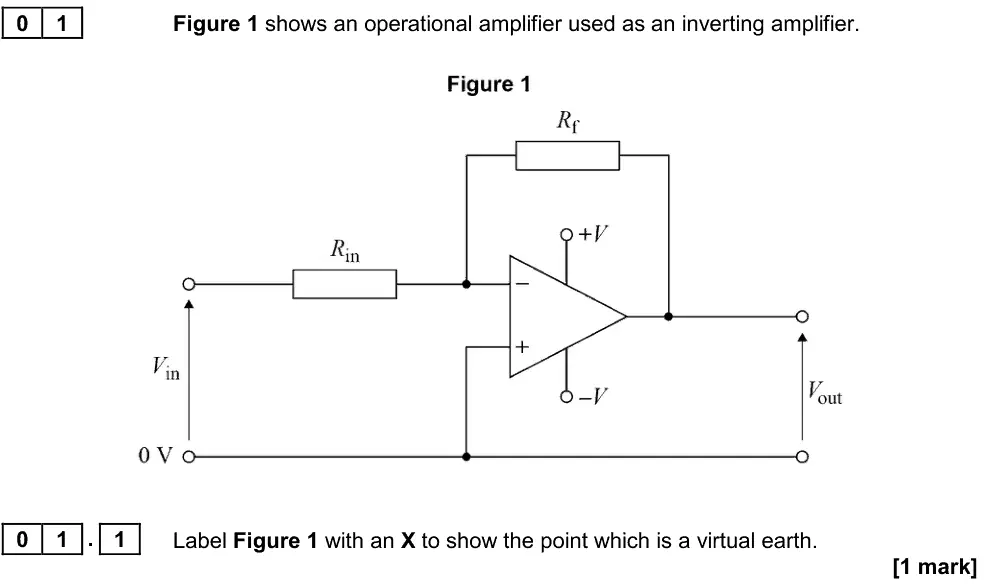 0 1 Figure 1 shows an operational amplifier used as an inverting amplifier.
Figure 1
Rf
+V
Rin
−
+
Vin
−V
Vout
0 V
0 1 . 1 Label Figure 1 with an X to show the point which is a virtual earth.
[1 mark]